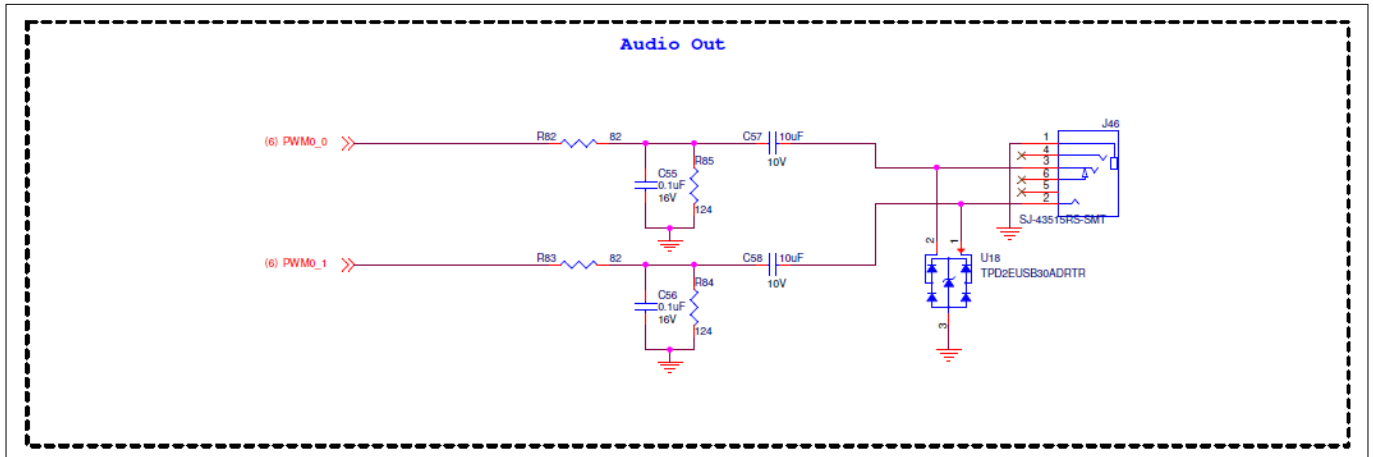 Audio Out
(6) PWM0_0
R82 82
C57 10uF
10V
C55
0.1uF
16V
R85
124
J46
1
4
3
6
5
2
SJ-43515RS-SMT
(6) PWM0_1
R83 82
C58 10uF
10V
C56
0.1uF
16V
R84
124
2
1
U18
TPD2EUSB30ADRTR
3